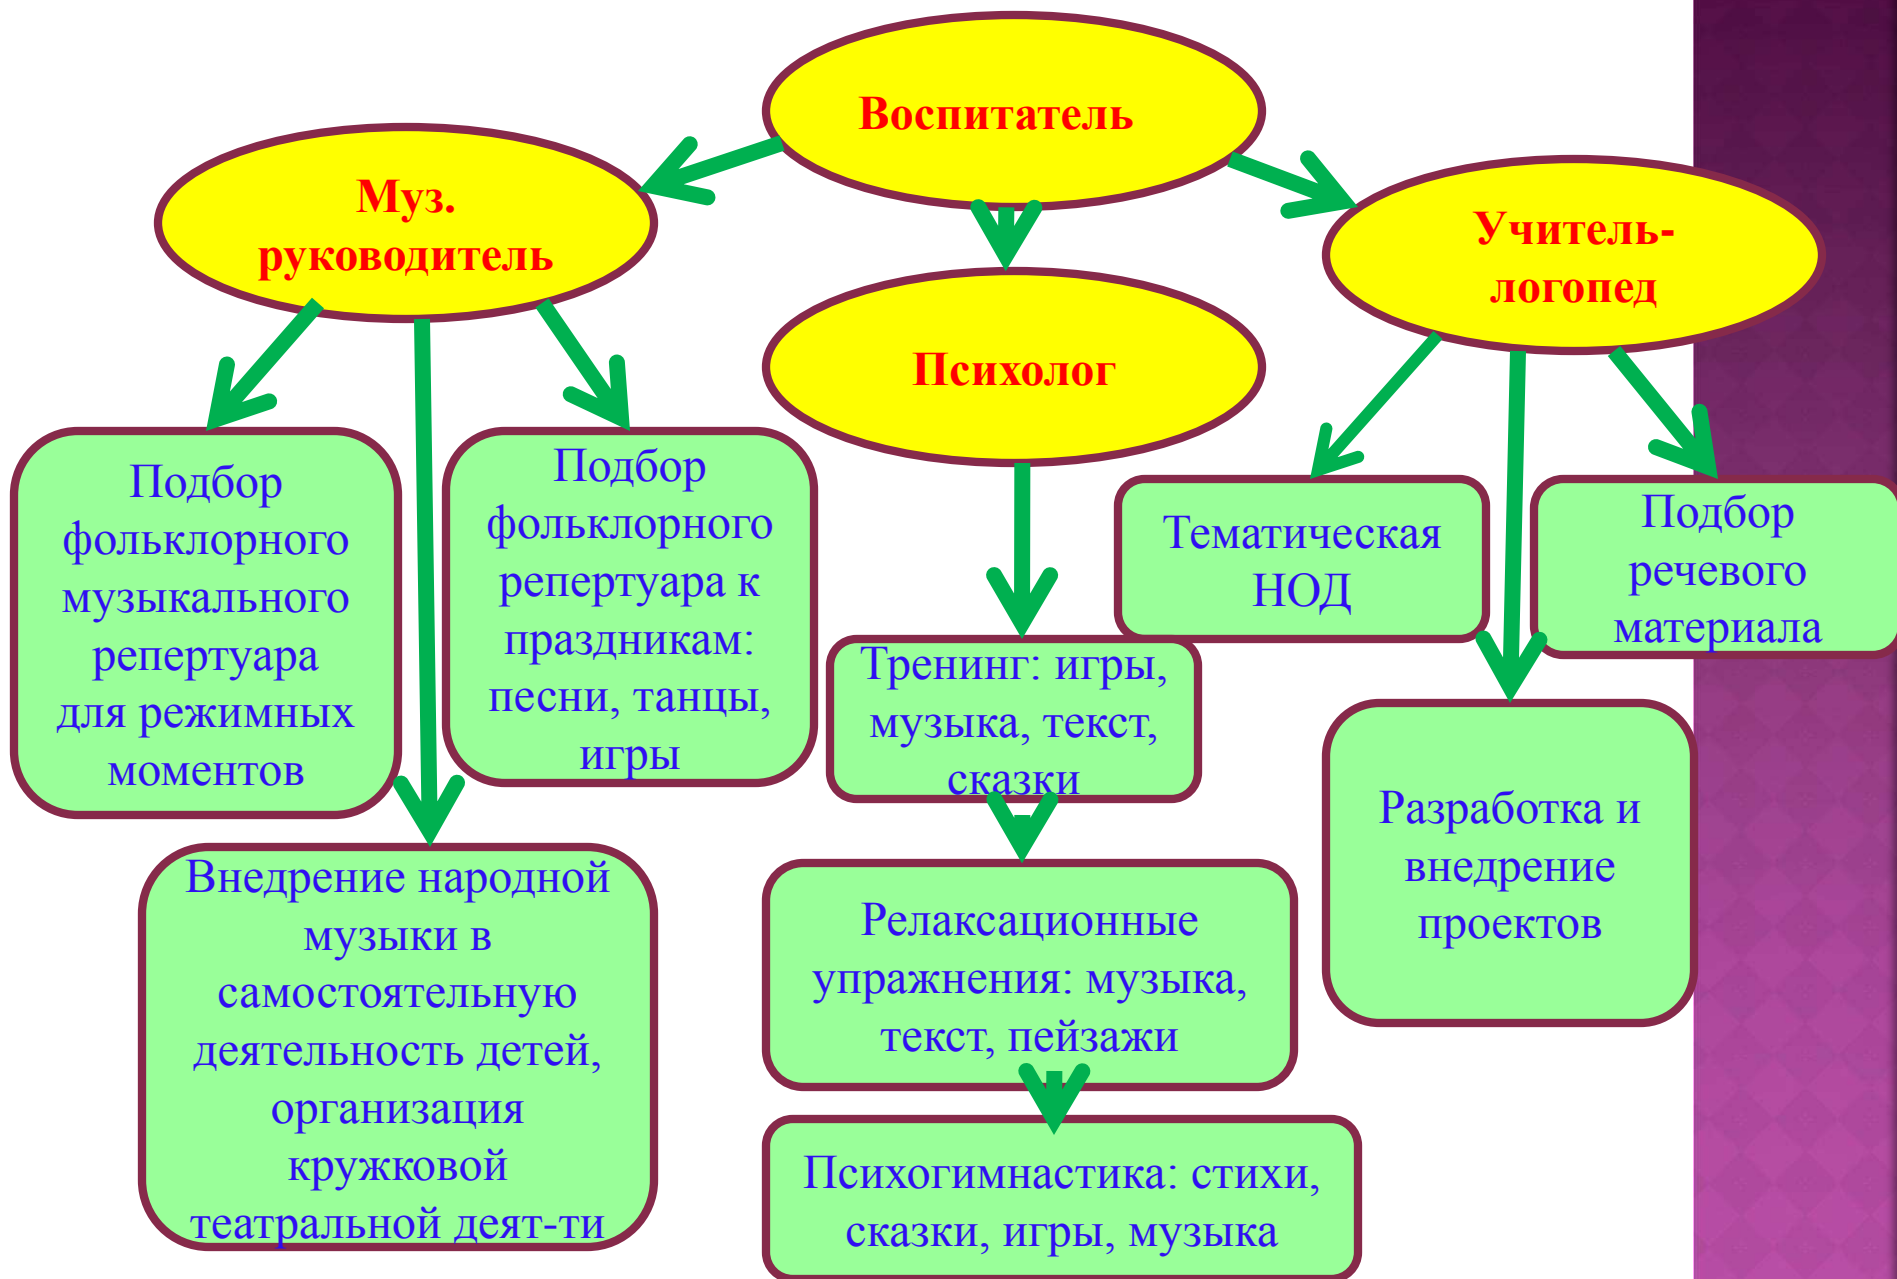 Воспитатель
Муз.
руководитель
Учитель-
логопед
Психолог
Подбор
фольклорного
музыкального
репертуара
для режимных
моментов
Подбор
фольклорного
репертуара к
праздникам:
песни, танцы,
игры
Тематическая
НОД
Подбор
речевого
материала
Тренинг: игры,
музыка, текст,
сказки
Разработка и
внедрение
проектов
Внедрение народной
музыки в
самостоятельную
деятельность детей,
организация
кружковой
театральной деят-ти
Релаксационные
упражнения: музыка,
текст, пейзажи
Психогимнастика: стихи,
сказки, игры, музыка